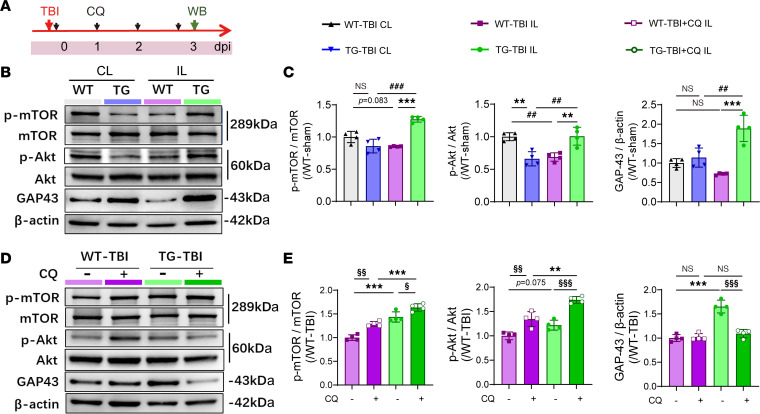 A
TBI CQ WB
0 1 2 3 dpi
WT-TBI CL WT-TBI IL WT-TBI+CQ IL
TG-TBI CL TG-TBI IL TG-TBI+CQ IL
B
CL IL
WT TG WT TG
p-mTOR
mTOR
289kDa
p-Akt
Akt
60kDa
GAP43 -43kDa
β-actin -42kDa
C
NS ###
p=0.083 ***
p-mTOR / mTOR
(/WT-sham)
2.0
1.5
1.0
0.5
0.0
** ##
## **
p-Akt / Akt
(/WT-sham)
2.0
1.5
1.0
0.5
0.0
NS ##
NS ***
GAP-43 / β-actin
(/WT-sham)
2.5
2.0
1.5
1.0
0.5
0.0
D
WT-TBI TG-TBI
CQ - + - +
p-mTOR
mTOR
289kDa
p-Akt
Akt
60kDa
GAP43 -43kDa
β-actin -42kDa
E
§§ ***
*** §
p-mTOR / mTOR
(/WT-TBI)
2.5
2.0
1.5
1.0
0.5
0.0
CQ - + - +
§§ **
p=0.075 §§§
p-Akt / Akt
(/WT-TBI)
2.0
1.5
1.0
0.5
0.0
CQ - + - +
NS NS
*** §§§
GAP-43 / β-actin
(/WT-TBI)
2.0
1.5
1.0
0.5
0.0
CQ - + - +